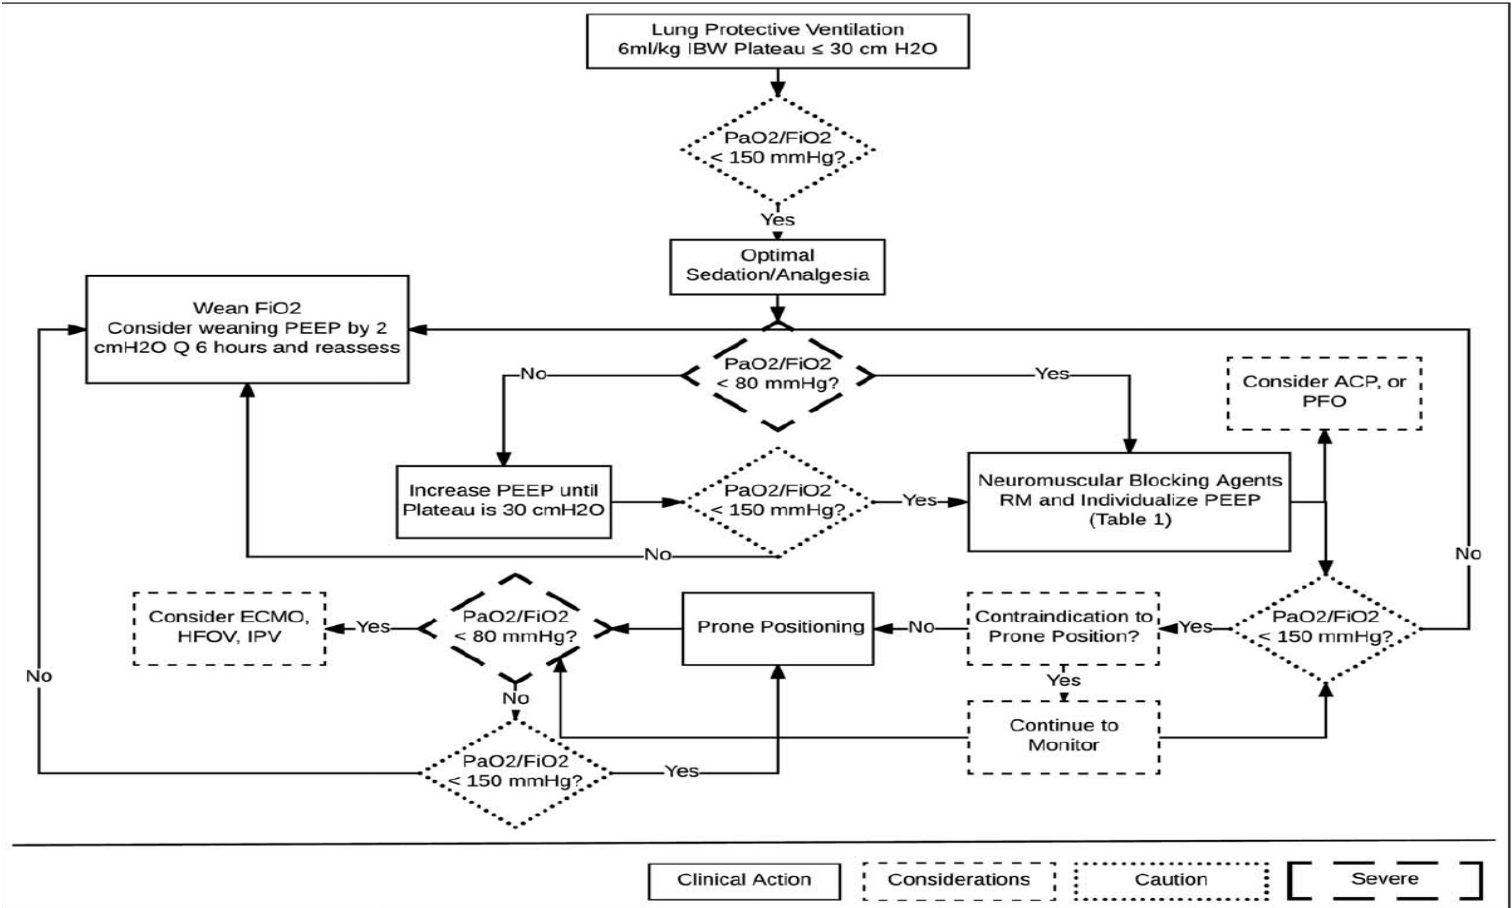 Lung Protective Ventilation
6ml/kg IBW Plateau ≤ 30 cm H2O
PaO2/FiO2
< 150 mmHg?
Yes
Optimal
Sedation/Analgesia
Wean FiO2
Consider weaning PEEP by 2
cmH2O Q 6 hours and reassess
PaO2/FiO2
< 80 mmHg?
No
Yes
Consider ACP, or
PFO
Increase PEEP until
Plateau is 30 cmH2O
PaO2/FiO2
< 150 mmHg?
Yes
No
Neuromuscular Blocking Agents
RM and Individualize PEEP
(Table 1)
No
PaO2/FiO2
< 150 mmHg?
Yes
Contraindication to
Prone Position?
No
Prone Positioning
PaO2/FiO2
< 80 mmHg?
Yes
Consider ECMO,
HFOV, IPV
Yes
Continue to
Monitor
No
No
PaO2/FiO2
< 150 mmHg?
Yes
Clinical Action
Considerations
Caution
Severe